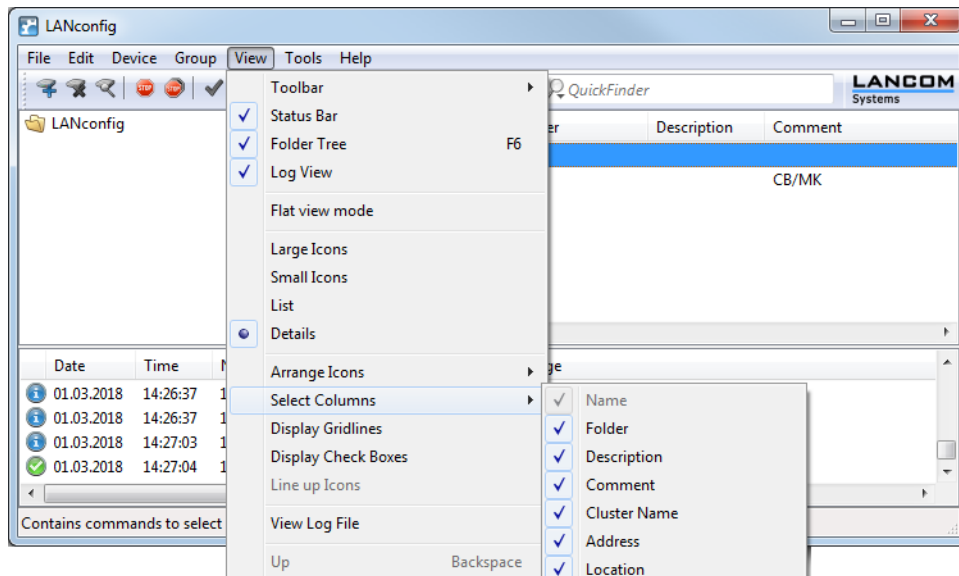 LANconfig
File Edit Device Group View Tools Help
QuickFinder
LANCOM
Systems
LANconfig
Description Comment
CB/MK
Toolbar
Status Bar
Folder Tree F6
Log View
Flat view mode
Large Icons
Small Icons
List
Details
Arrange Icons
Select Columns
Display Gridlines
Display Check Boxes
Line up Icons
View Log File
Up Backspace
Name
Folder
Description
Comment
Cluster Name
Address
Location
Date Time
01.03.2018 14:26:37
01.03.2018 14:26:37
01.03.2018 14:27:03
01.03.2018 14:27:04
Contains commands to select